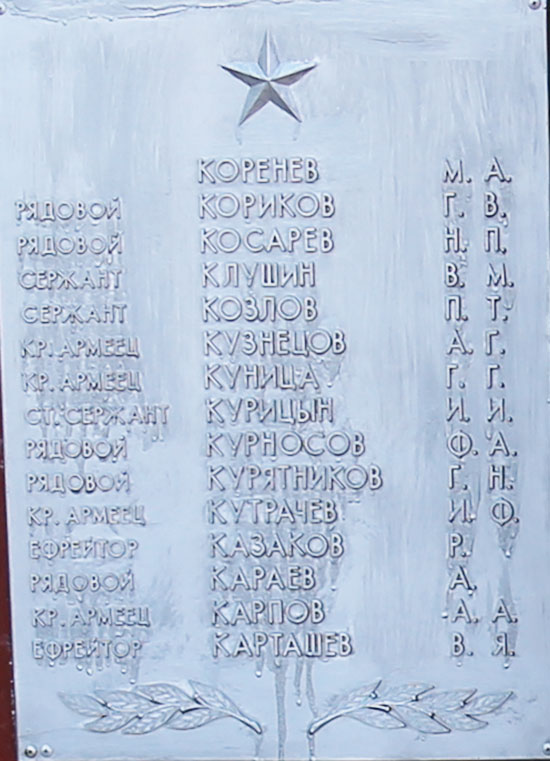 КОРЕНЕВ М. А.
РЯДОВОЙ КОРИКОВ Г. В.
РЯДОВОЙ КОСАРЕВ Н. П.
СЕРЖАНТ КЛУШИН В. М.
СЕРЖАНТ КОЗЛОВ П. Т.
КР. АРМЕЕЦ КУЗНЕЦОВ А. Г.
КР. АРМЕЕЦ КУНИЦА Г. Г.
СТ. СЕРЖАНТ КУРИЦЫН И. И.
РЯДОВОЙ КУРНОСОВ Ф. А.
РЯДОВОЙ КУРЯТНИКОВ Г. Н.
КР. АРМЕЕЦ КУТРАЧЕВ И. Ф.
ЕФРЕЙТОР КАЗАКОВ Р.
РЯДОВОЙ КАРАЕВ А.
КР. АРМЕЕЦ КАРПОВ А. А.
ЕФРЕЙТОР КАРТАШЕВ В. Я.